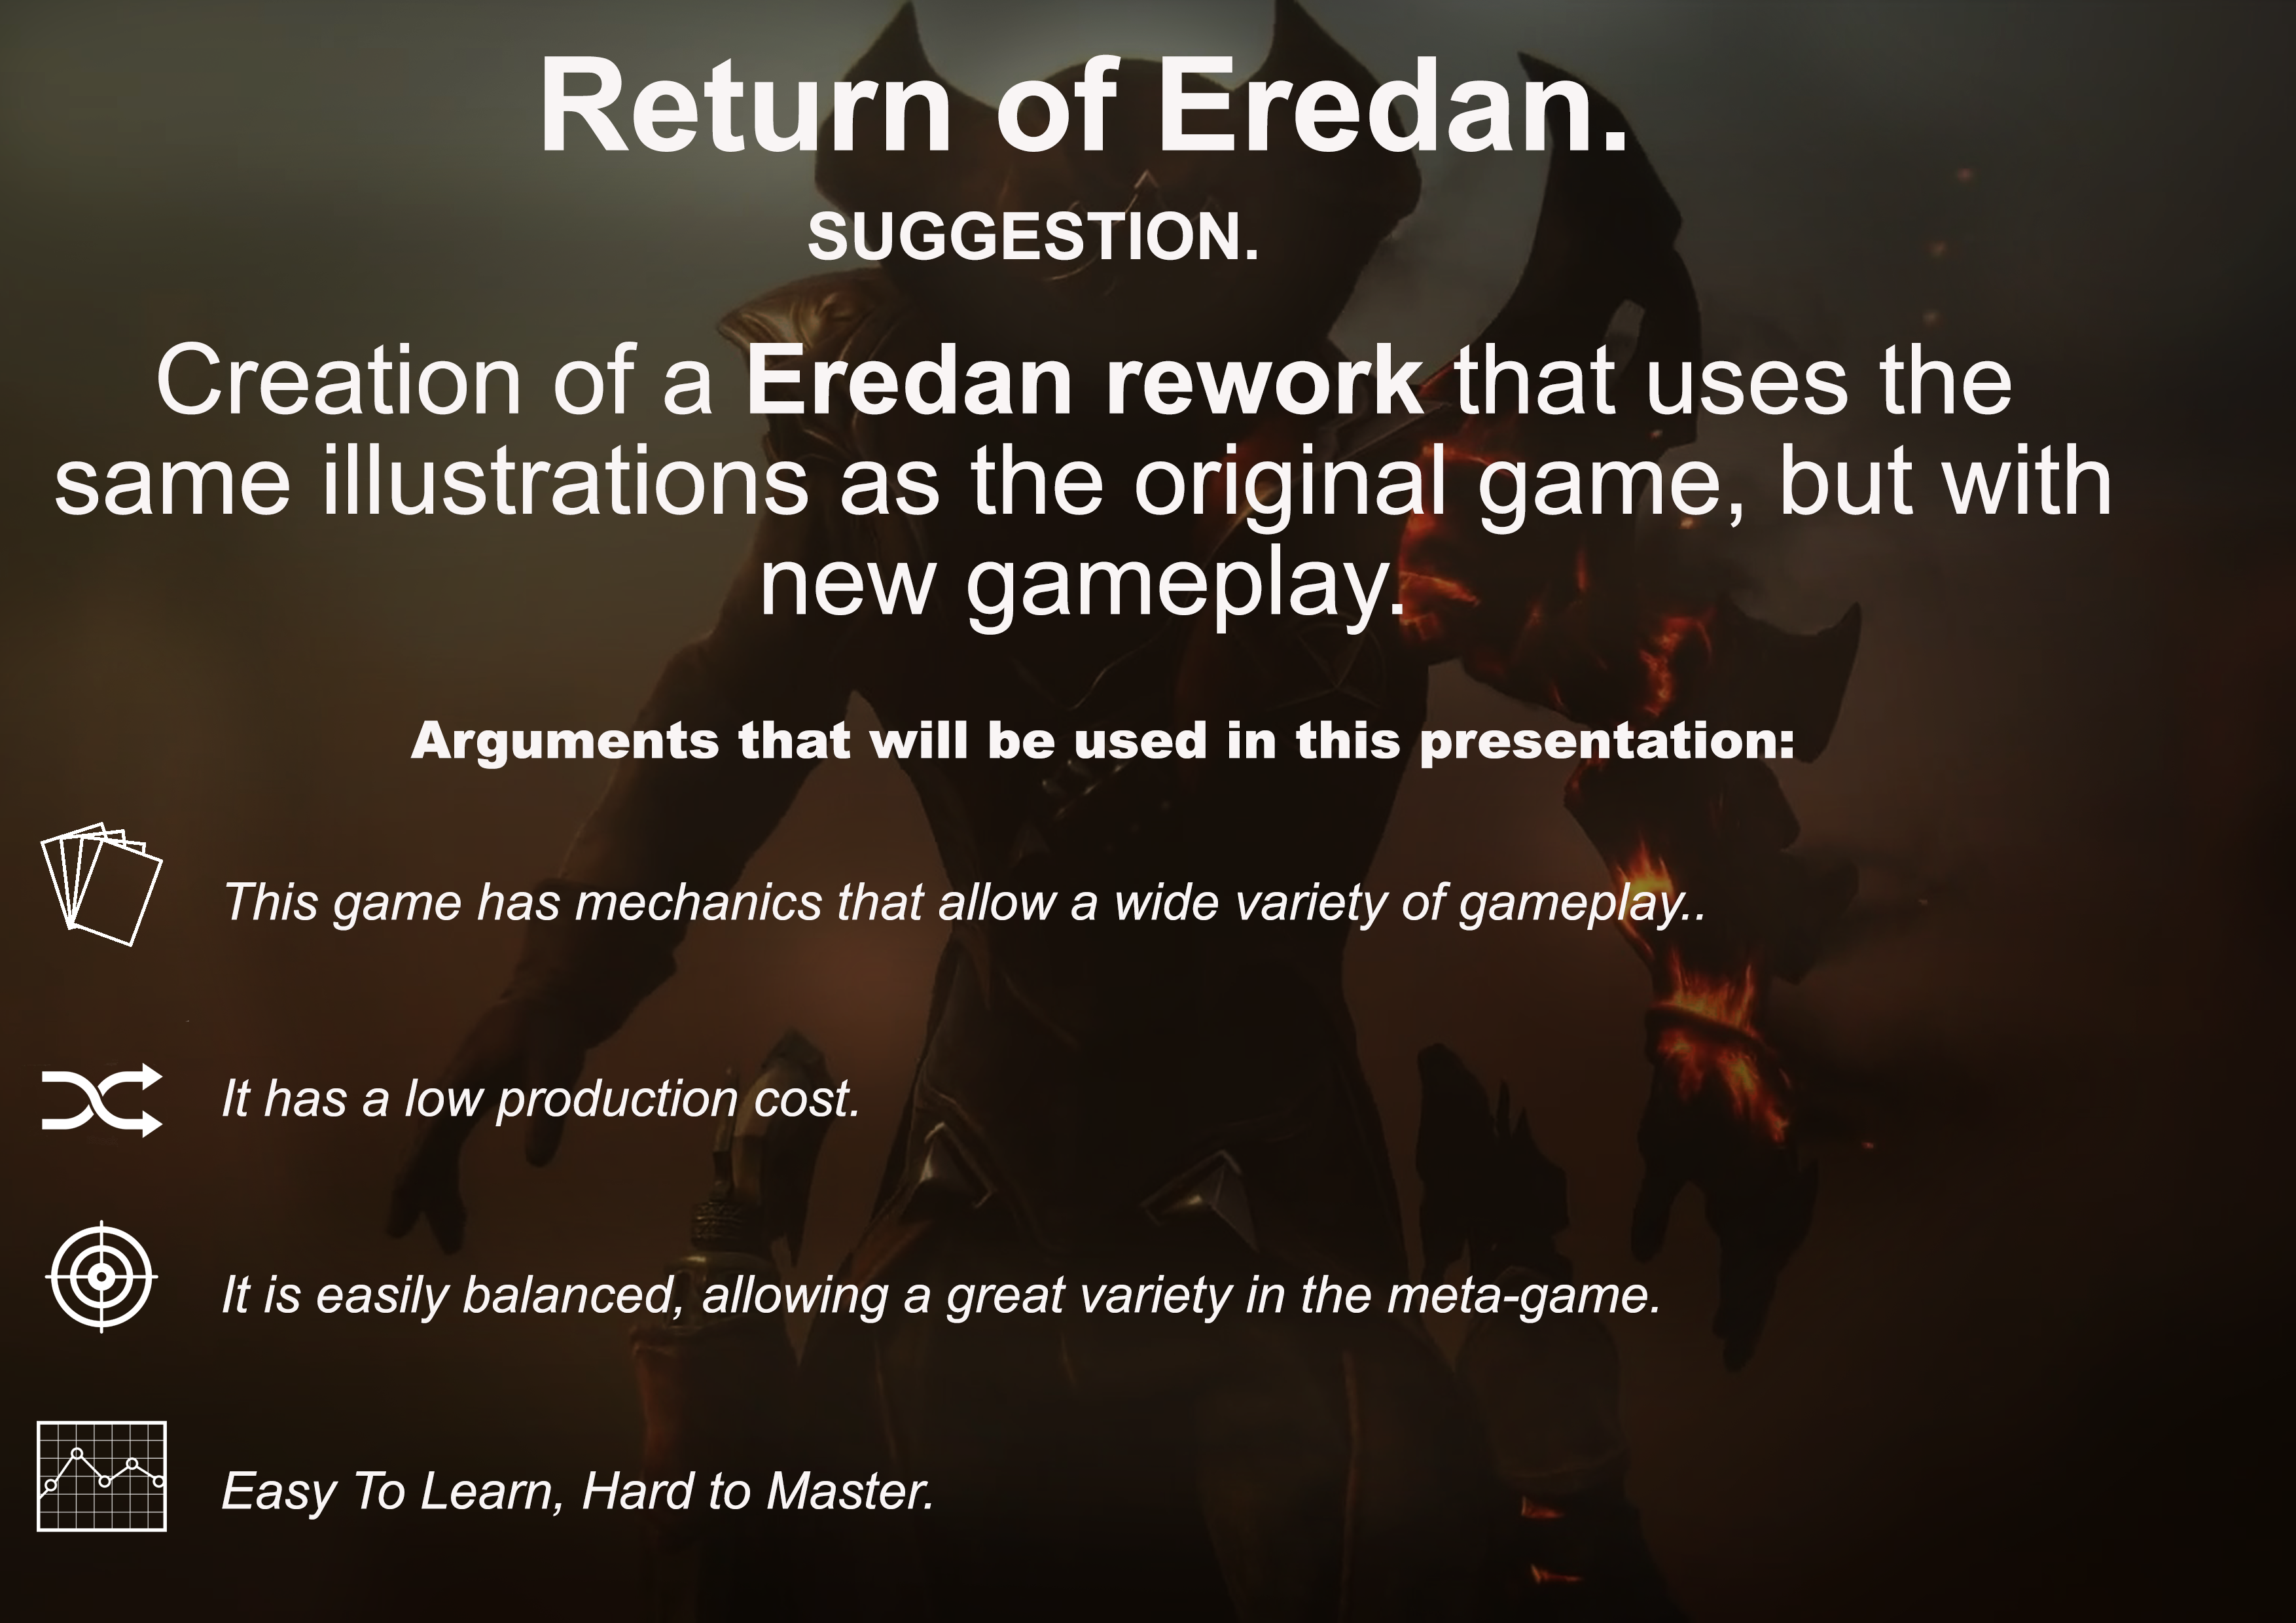 Return of Eredan.
SUGGESTION.
Creation of a Eredan rework that uses the
same illustrations as the original game, but with
new gameplay.
Arguments that will be used in this presentation:
This game has mechanics that allow a wide variety of gameplay..
It has a low production cost.
It is easily balanced, allowing a great variety in the meta-game.
Easy To Learn, Hard to Master.